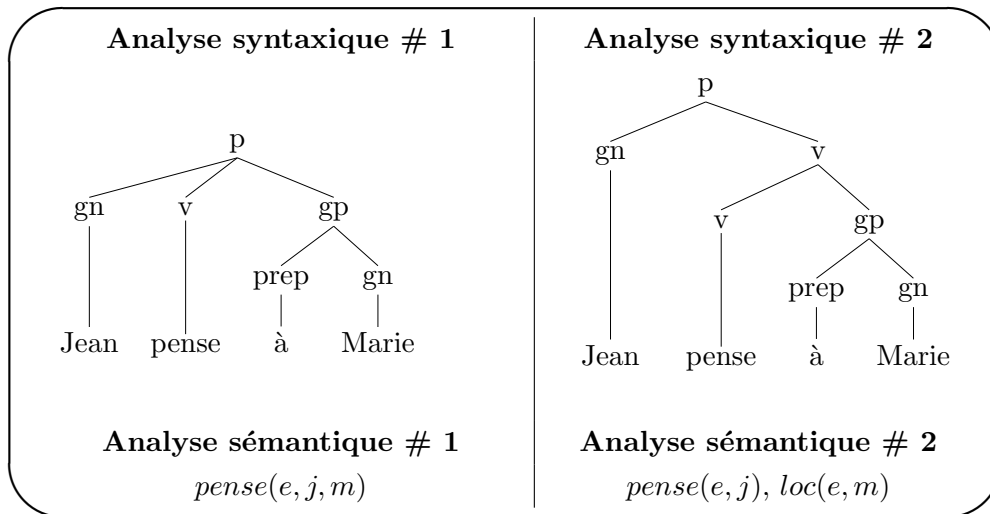 Analyse syntaxique # 1
p
gn v gp
prep gn
Jean pense à Marie
Analyse sémantique # 1
pense(e, j, m)
Analyse syntaxique # 2
p
gn v
v gp
prep gn
Jean pense à Marie
Analyse sémantique # 2
pense(e, j), loc(e, m)